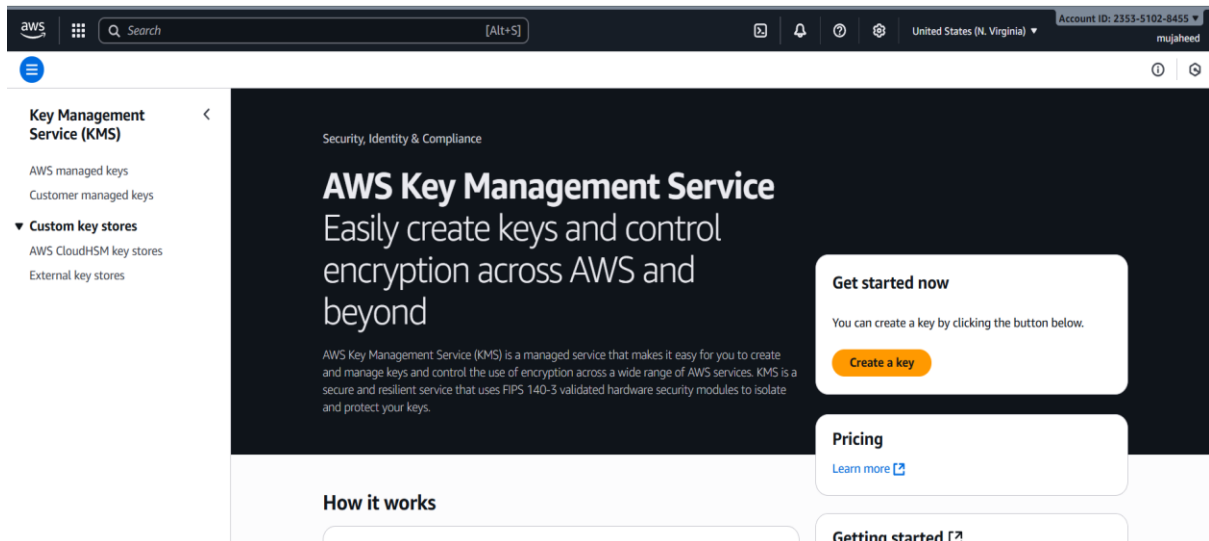 aws
Search
[Alt+S]
United States (N. Virginia)
Account ID: 2353-5102-8455
mujaheed
Key Management
Service (KMS)
AWS managed keys
Customer managed keys
Custom key stores
AWS CloudHSM key stores
External key stores
Security, Identity & Compliance
AWS Key Management Service
Easily create keys and control
encryption across AWS and
beyond
AWS Key Management Service (KMS) is a managed service that makes it easy for you to create
and manage keys and control the use of encryption across a wide range of AWS services. KMS is a
secure and resilient service that uses FIPS 140-3 validated hardware security modules to isolate
and protect your keys.
Get started now
You can create a key by clicking the button below.
Create a key
Pricing
Learn more
How it works
Getting started